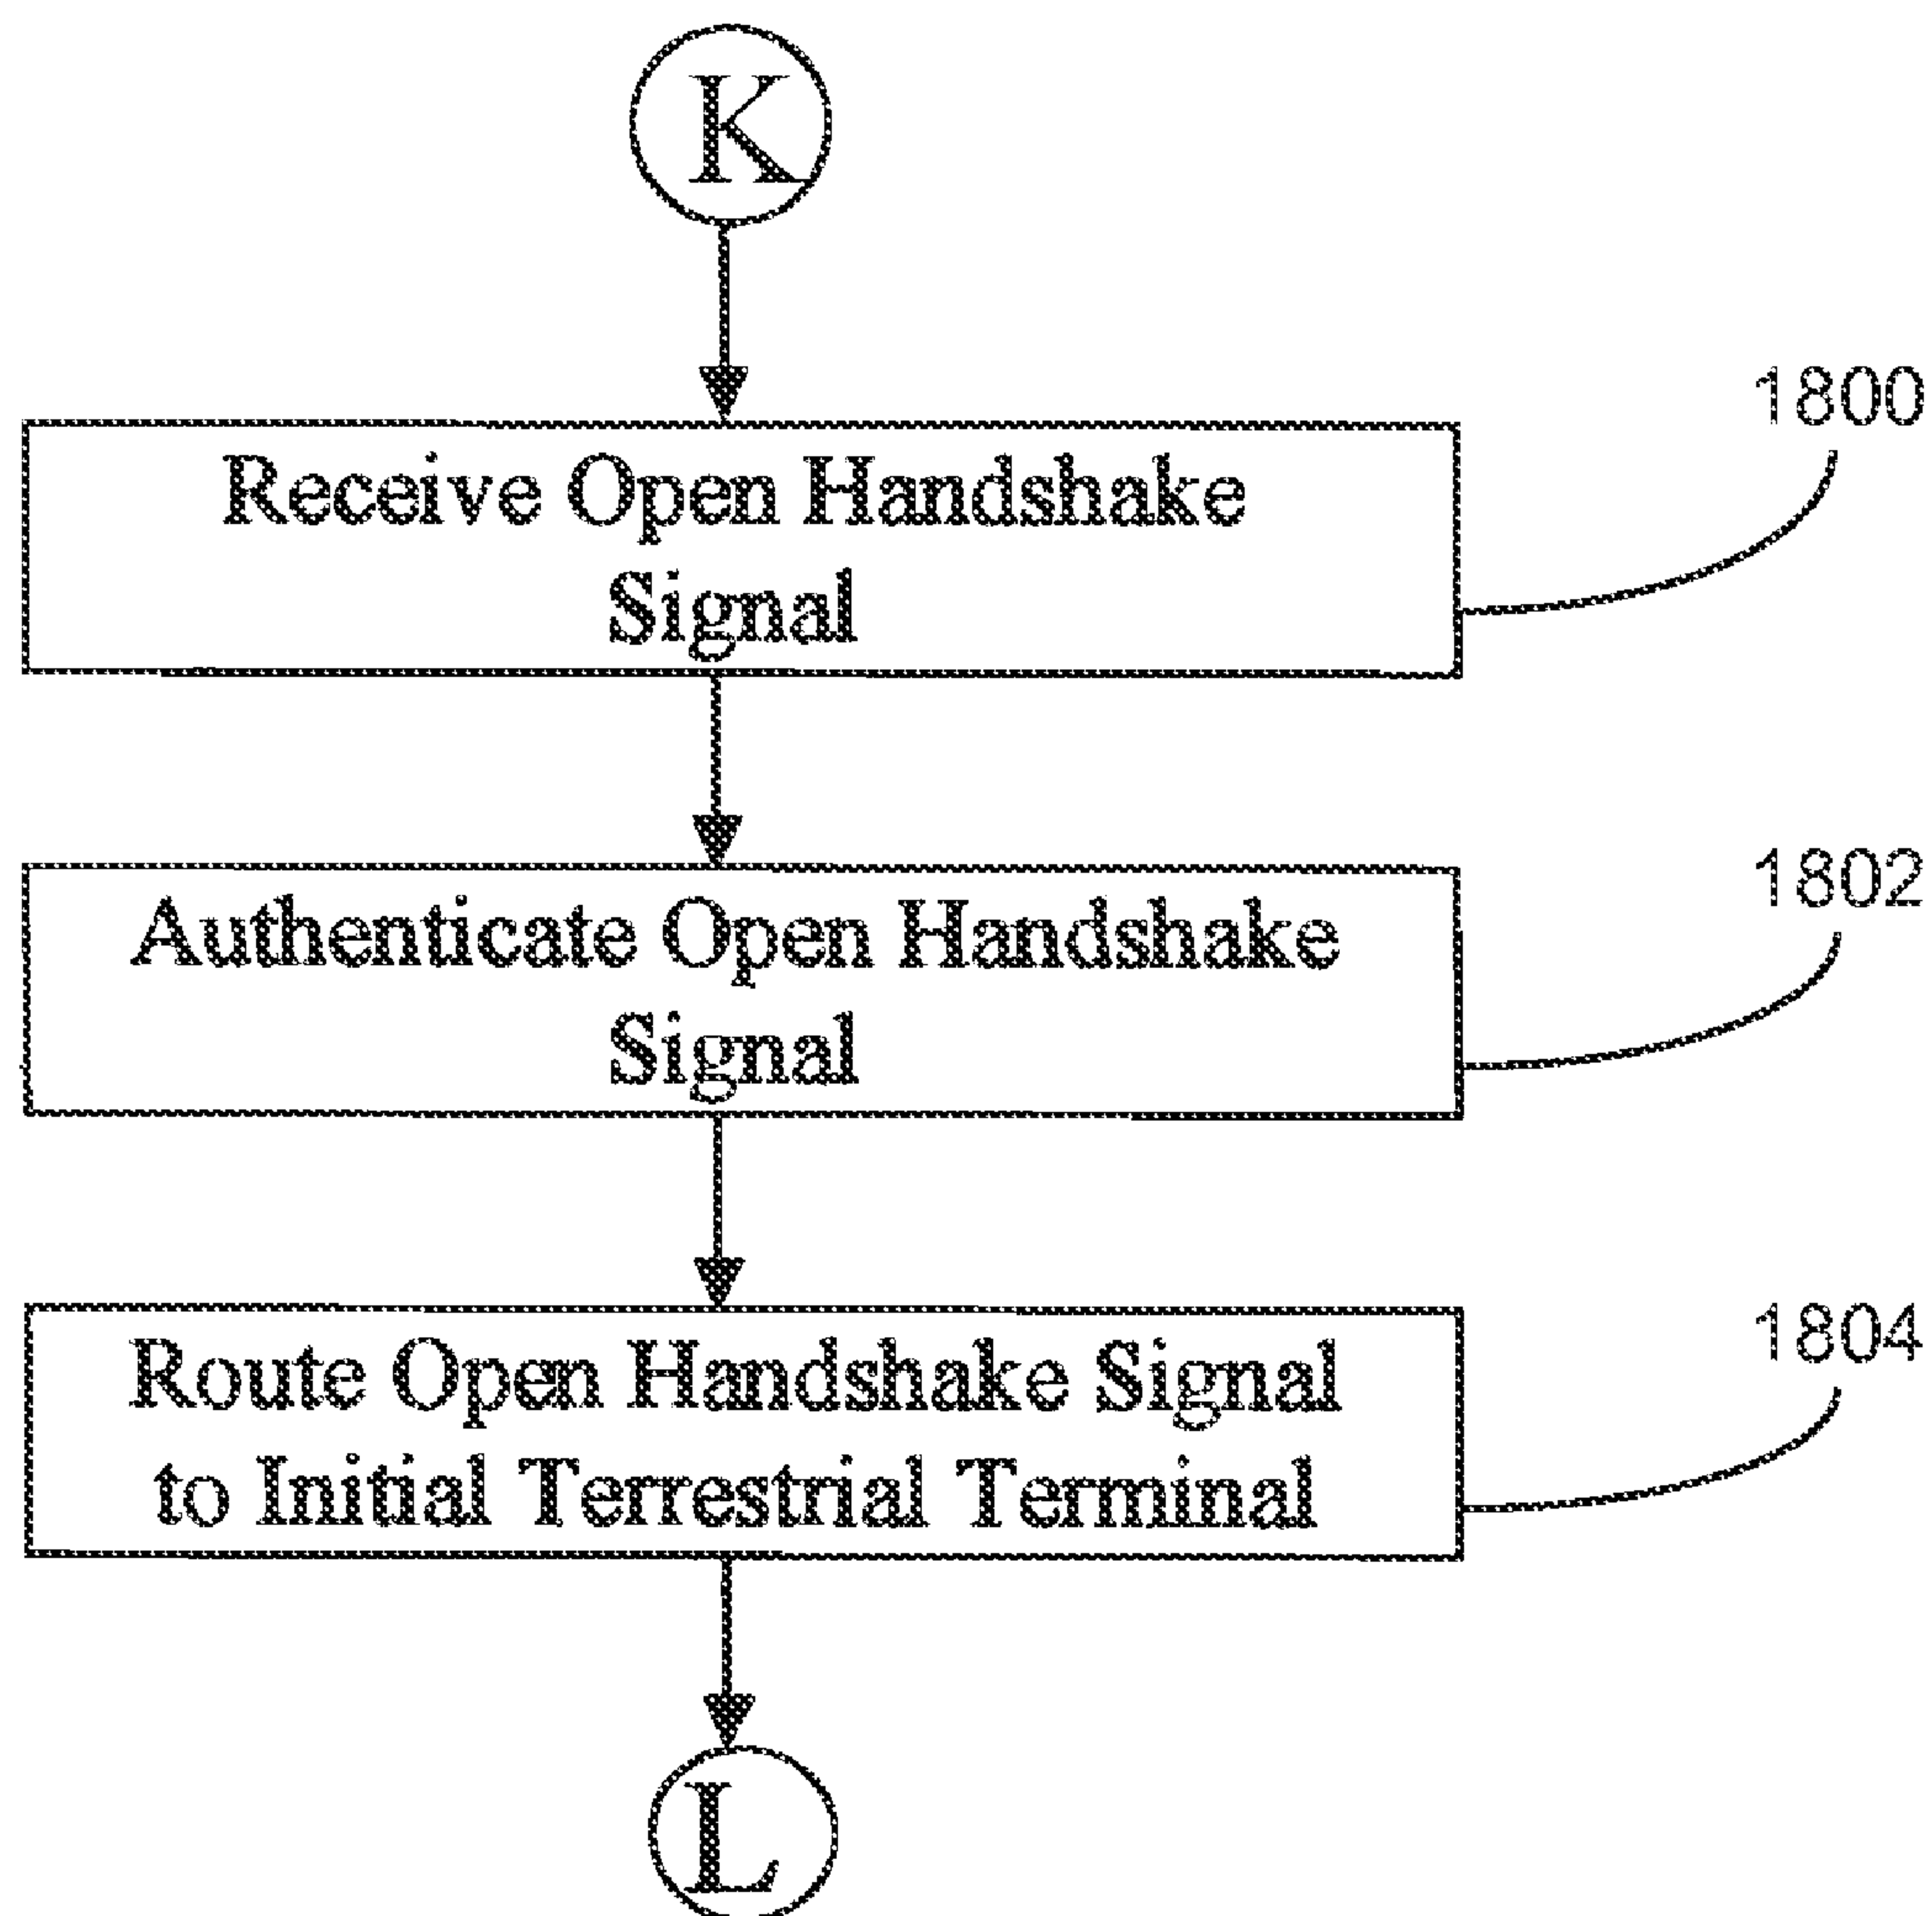 K
1800
Receive Open Handshake
Signal
1802
Authenticate Open Handshake
Signal
1804
Route Open Handshake Signal
to Initial Terrestrial Terminal
L